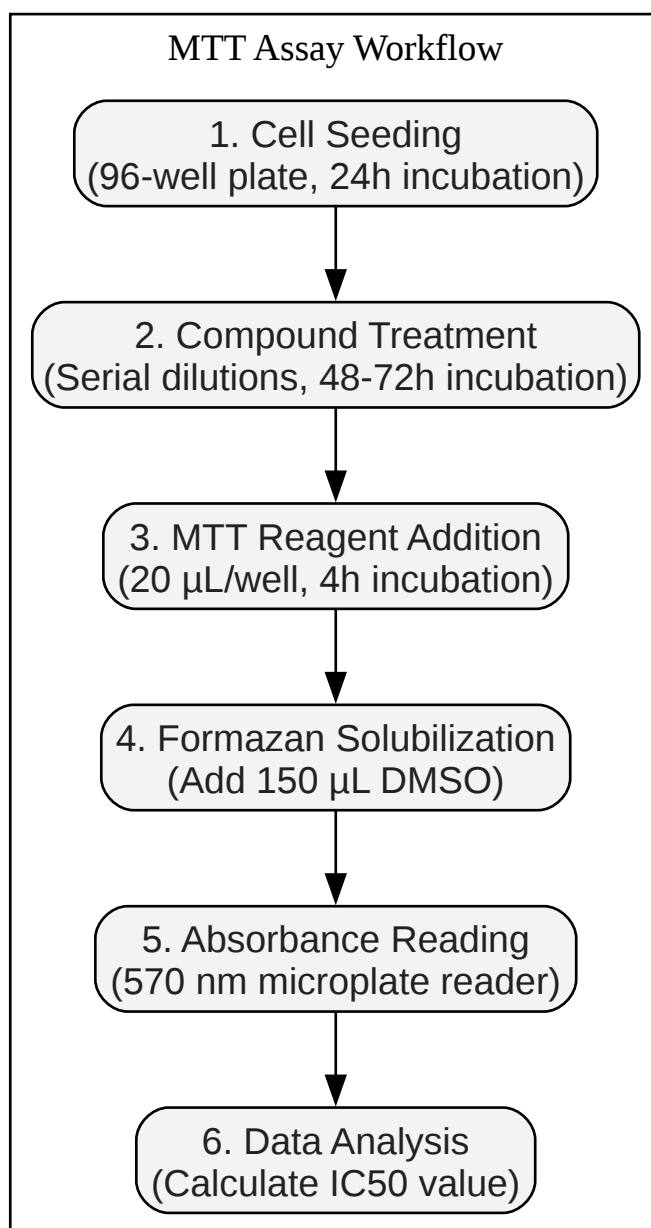 MTT Assay Workflow
1. Cell Seeding
(96-well plate, 24h incubation)
2. Compound Treatment
(Serial dilutions, 48-72h incubation)
3. MTT Reagent Addition
(20 µL/well, 4h incubation)
4. Formazan Solubilization
(Add 150 µL DMSO)
5. Absorbance Reading
(570 nm microplate reader)
6. Data Analysis
(Calculate IC50 value)